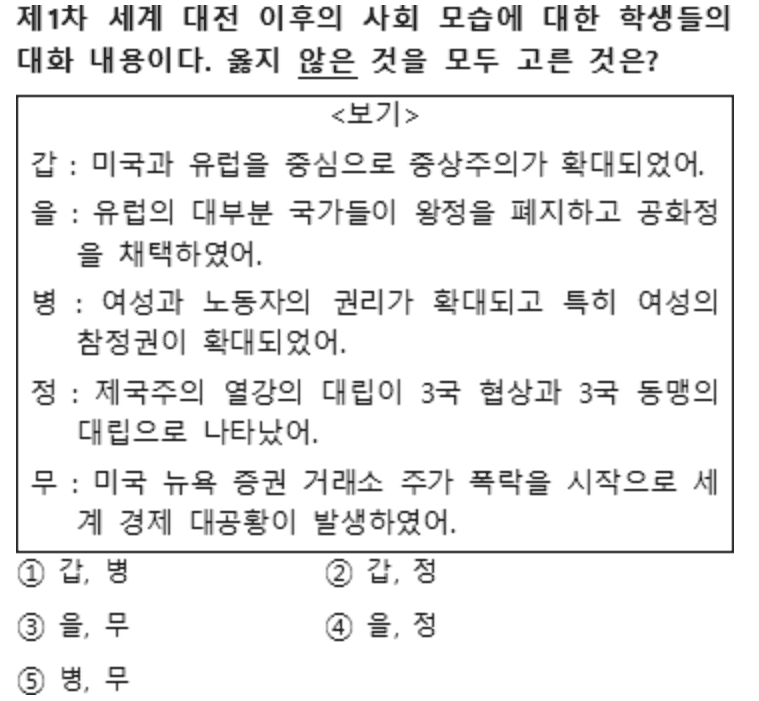 제1차 세계 대전 이후의 사회 모습에 대한 학생들의
대화 내용이다. 옳지 않은 것을 모두 고른 것은?
<보기>
갑 : 미국과 유럽을 중심으로 중상주의가 확대되었어.
을 : 유럽의 대부분 국가들이 왕정을 폐지하고 공화정
을 채택하였어.
병 : 여성과 노동자의 권리가 확대되고 특히 여성의
참정권이 확대되었어.
정 : 제국주의 열강의 대립이 3국 협상과 3국 동맹의
대립으로 나타났어.
무 : 미국 뉴욕 증권 거래소 주가 폭락을 시작으로 세
계 경제 대공황이 발생하였어.
① 갑, 병 ② 갑, 정
③ 을, 무 ④ 을, 정
⑤ 병, 무